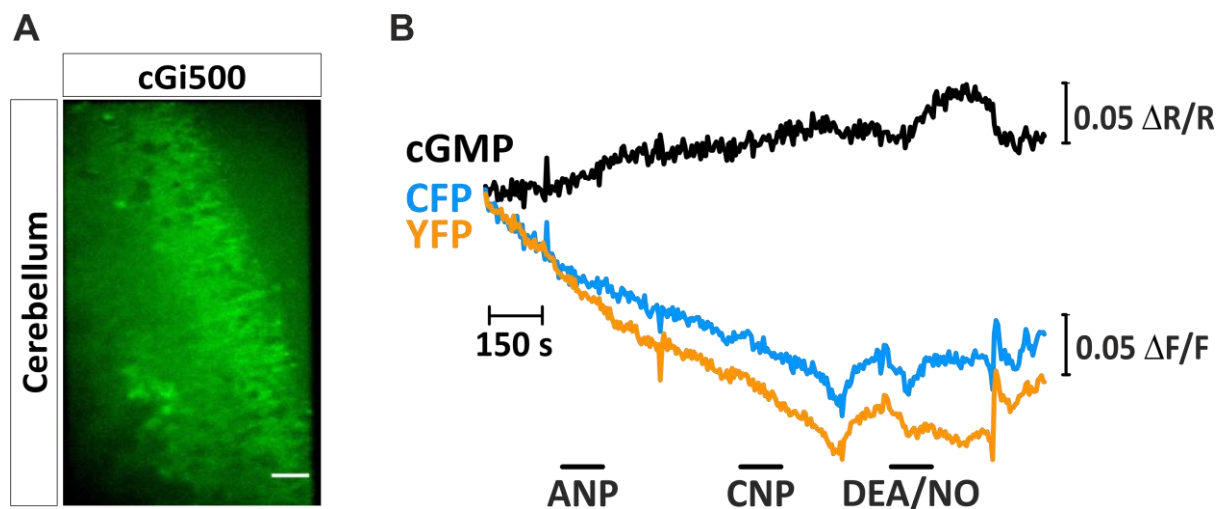 A
cGi500
Cerebellum
B
cGMP
CFP
YFP
0.05 ΔR/R
150 s
0.05 ΔF/F
ANP
CNP
DEA/NO